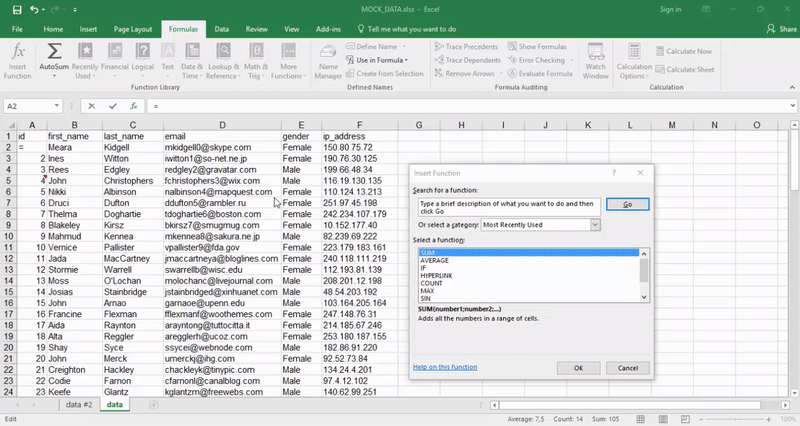 MOCK_DATA.xlsx - Excel
Sign in
File Home Insert Page Layout Formulas Data Review View Add-ins Tell me what you want to do
Share
Insert Function
AutoSum
Recently Used
Financial
Logical
Text
Date & Time
Lookup & Reference
Math & Trig
More Functions
Function Library
Name Manager
Define Name
Use in Formula
Create from Selection
Defined Names
Trace Precedents
Trace Dependents
Remove Arrows
Show Formulas
Error Checking
Evaluate Formula
Formula Auditing
Watch Window
Calculation Options
Calculate Now
Calculate Sheet
Calculation
A2 fx =
A B C D E F G H I J K L M N O
1 id first_name last_name email gender ip_address
2 = Meara Kidgell mkidgell0@skype.com Female 150.80.75.72
3 2 Ines Witton iwitton1@so-net.ne.jp Female 190.76.30.125
4 3 Rees Edgley redgley2@gravatar.com Male 199.66.48.34
5 4 John Christophers fchristophers3@wix.com Male 116.19.130.135
6 5 Nikki Albinson nalbinson4@mapquest.com Female 110.124.13.213
7 6 Druci Dufton ddufton5@rambler.ru Female 251.97.45.198
8 7 Thelma Doghartie tdoghartie6@boston.com Female 242.234.107.179
9 8 Blakeley Kirsz bkirsz7@smugmug.com Female 10.152.177.40
10 9 Mahmud Kennea mkennea8@sakura.ne.jp Male 82.239.69.222
11 10 Vernice Pallister vpallister9@fda.gov Female 223.179.183.161
12 11 Jada MacCartney jmaccartneya@bloglines.com Female 240.118.111.219
13 12 Stormie Warrell swarrellb@wisc.edu Female 112.193.81.139
14 13 Moss O'Lochan molochanc@livejournal.com Male 208.201.12.198
15 14 Josias Stainbridge jstainbridged@xinhuanet.com Male 48.54.203.192
16 15 John Arnao garnaoe@upenn.edu Male 103.164.205.164
17 16 Francine Flexman fflexmanf@woothemes.com Female 247.148.76.31
18 17 Aida Raynton arayntong@tuttocitta.it Female 214.185.67.246
19 18 Alta Reggler aregglerh@ucoz.com Female 253.180.187.155
20 19 Shay Syce ssycei@webnode.com Male 182.86.91.220
21 20 John Merck umerckj@ihg.com Female 92.52.73.84
22 21 Creighton Hackley chackleyk@tinypic.com Male 134.24.4.201
23 22 Codie Farnon cfarnonl@canalblog.com Male 97.4.12.102
24 23 Keefe Glantz kglantzm@freewebs.com Male 140.62.99.251
Insert Function
?
Search for a function:
Type a brief description of what you want to do and then
click Go
Go
Or select a category: Most Recently Used
Select a function:
SUM
AVERAGE
IF
HYPERLINK
COUNT
MAX
SIN
SUM(number1;number2;...)
Adds all the numbers in a range of cells.
Help on this function
OK
Cancel
data #2 data
Edit
Average: 7,5 Count: 14 Sum: 105
100%